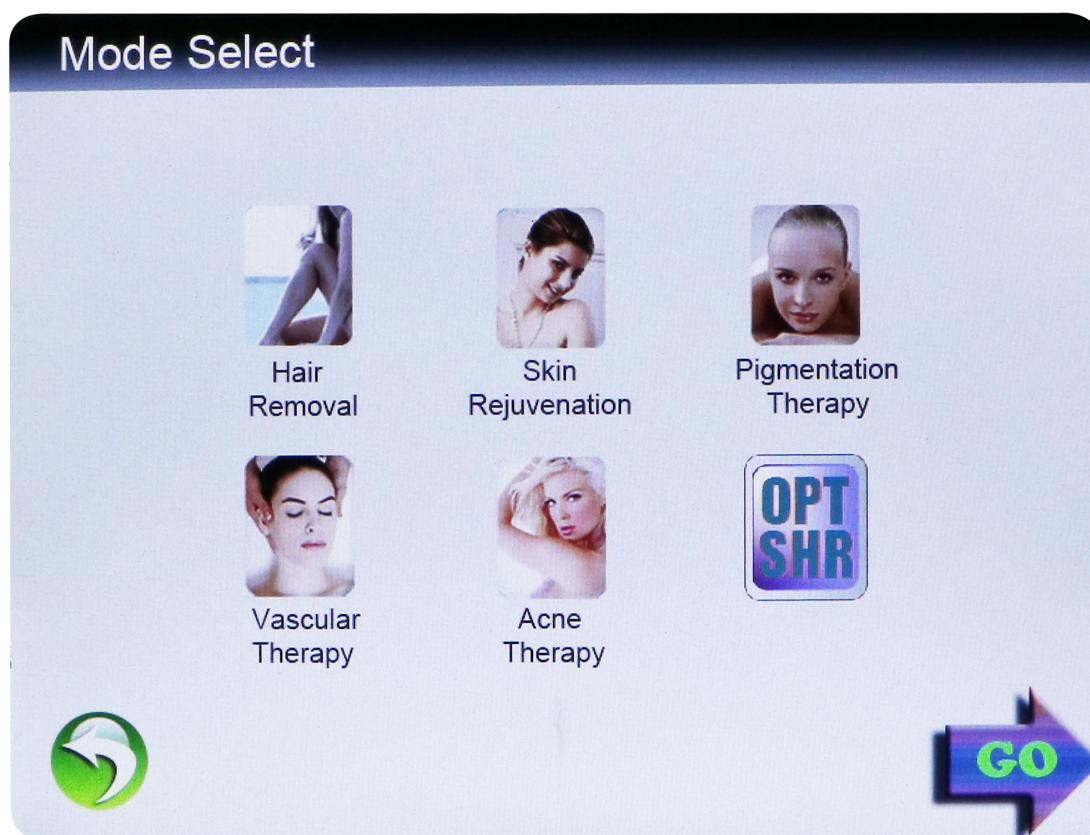 Mode Select
Hair
Removal
Skin
Rejuvenation
Pigmentation
Therapy
Vascular
Therapy
Acne
Therapy
OPT
SHR
GO